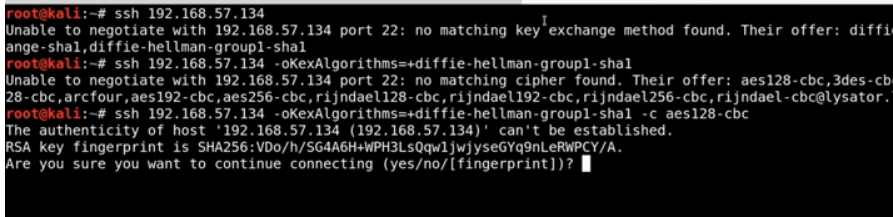 root@kali:~# ssh 192.168.57.134
Unable to negotiate with 192.168.57.134 port 22: no matching key exchange method found. Their offer: diffi
ange-sha1,diffie-hellman-group1-sha1
root@kali:~# ssh 192.168.57.134 -oKexAlgorithms=+diffie-hellman-group1-sha1
Unable to negotiate with 192.168.57.134 port 22: no matching cipher found. Their offer: aes128-cbc,3des-cb
28-cbc,arcfour,aes192-cbc,aes256-cbc,rijndael128-cbc,rijndael192-cbc,rijndael256-cbc,rijndael-cbc@lysator.
root@kali:~# ssh 192.168.57.134 -oKexAlgorithms=+diffie-hellman-group1-sha1 -c aes128-cbc
The authenticity of host '192.168.57.134 (192.168.57.134)' can't be established.
RSA key fingerprint is SHA256:VDo/h/SG4A6H+WPH3LsQqw1jwjyseGYq9nLeRWPCY/A.
Are you sure you want to continue connecting (yes/no/[fingerprint])?